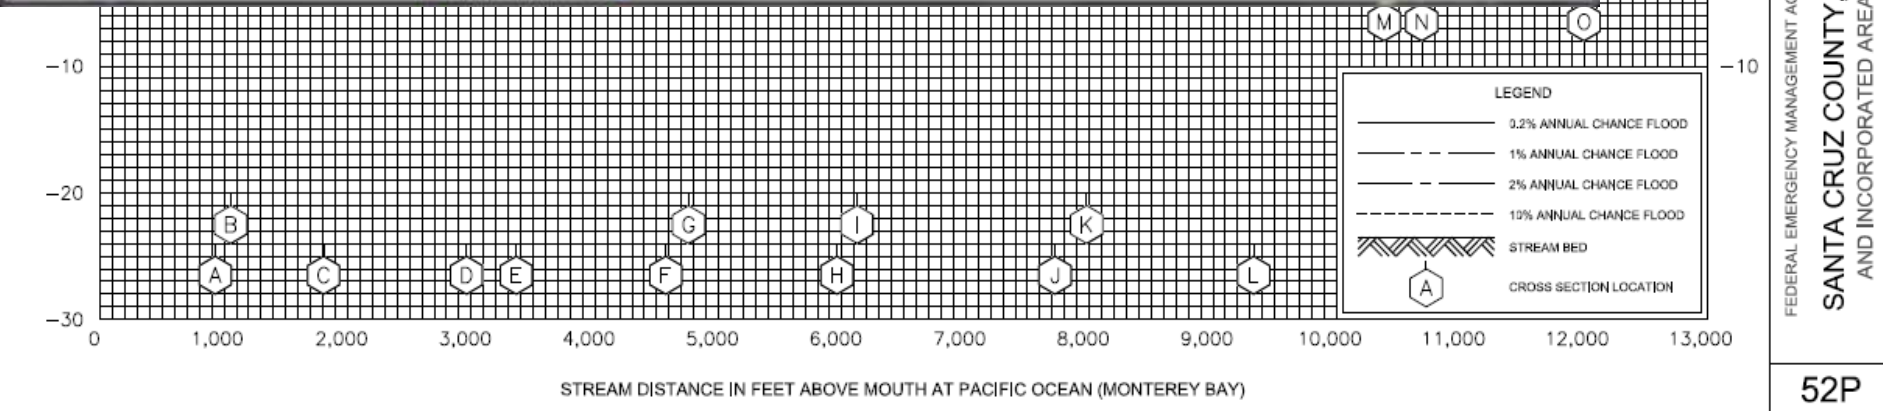 M N O
-10 -10
LEGEND
0.2% ANNUAL CHANCE FLOOD
1% ANNUAL CHANCE FLOOD
2% ANNUAL CHANCE FLOOD
10% ANNUAL CHANCE FLOOD
STREAM BED
A CROSS SECTION LOCATION
-20
B G I K
A C D E F H J L
-30
0 1,000 2,000 3,000 4,000 5,000 6,000 7,000 8,000 9,000 10,000 11,000 12,000 13,000
STREAM DISTANCE IN FEET ABOVE MOUTH AT PACIFIC OCEAN (MONTEREY BAY)
FEDERAL EMERGENCY MANAGEMENT
SANTA CRUZ COUNTY,
AND INCORPORATED AREA
52P